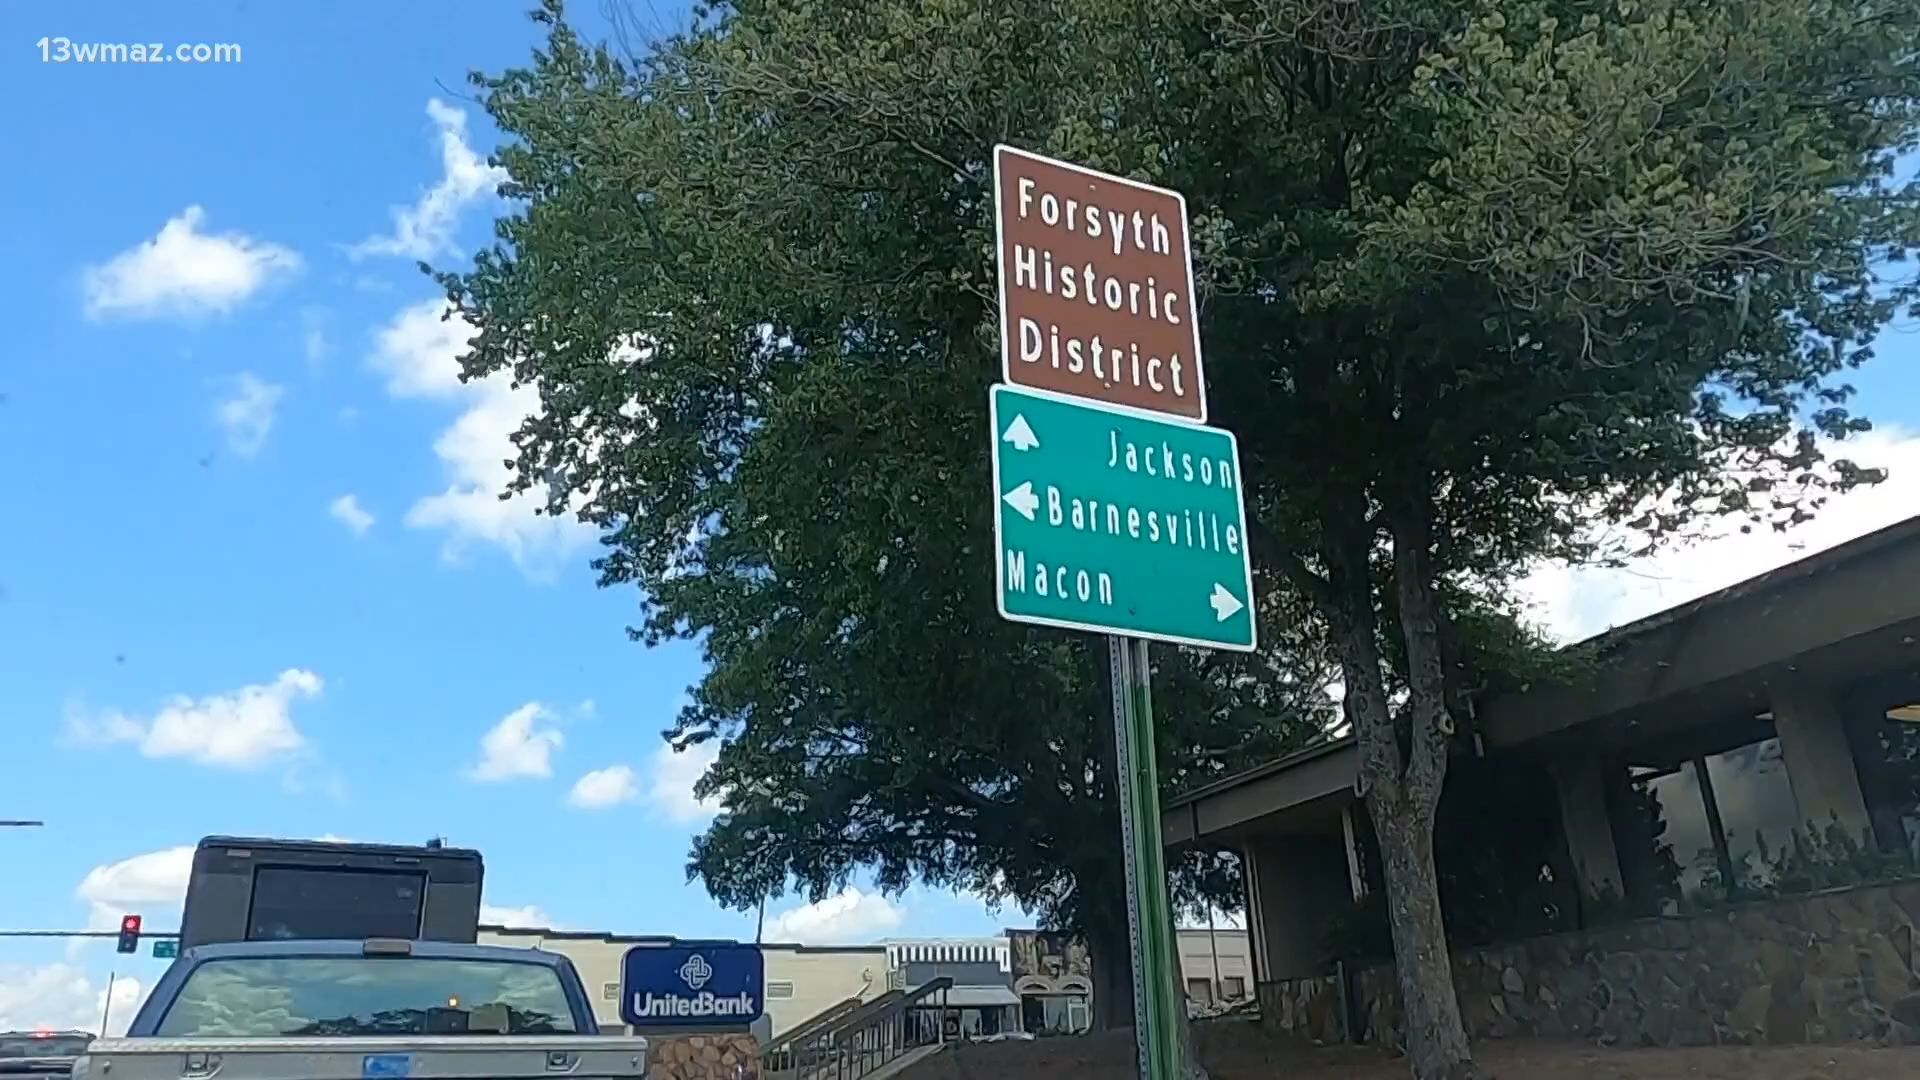 13wmaz.com
Forsyth
Historic
District
Jackson
Barnesville
Macon
UnitedBank